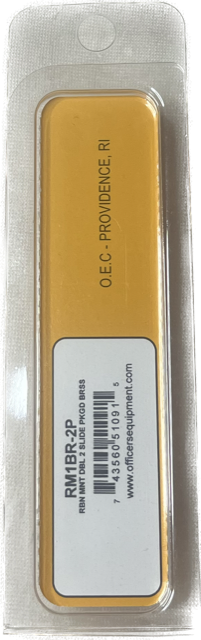 O.E.C - PROVIDENCE, RI
RM1BR-2P
RBN MNT DBL 2 SLIDE PKGD BRSS
7 43560 51091 5
www.officersequipment.com